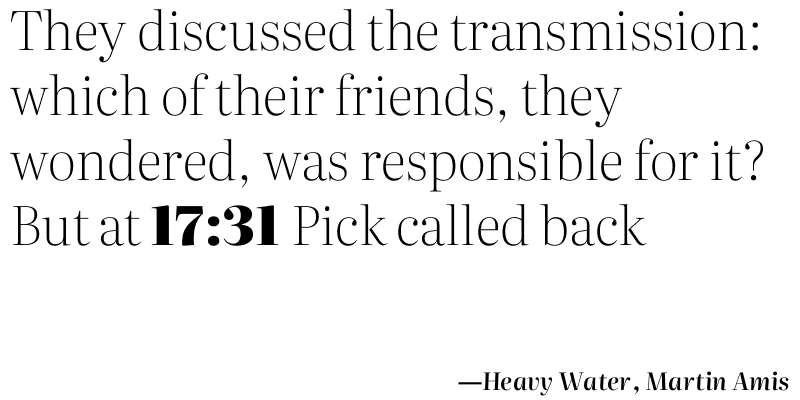 They discussed the transmission:
which of their friends, they
wondered, was responsible for it?
But at 17:31 Pick called back
—Heavy Water, Martin Amis